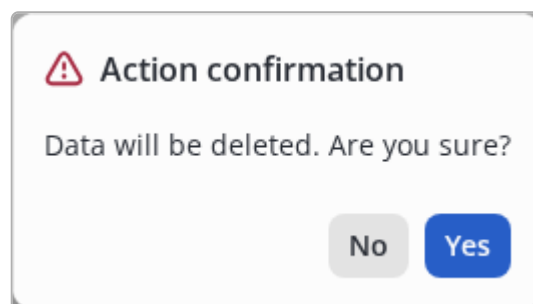 Action confirmation
Data will be deleted. Are you sure?
No Yes